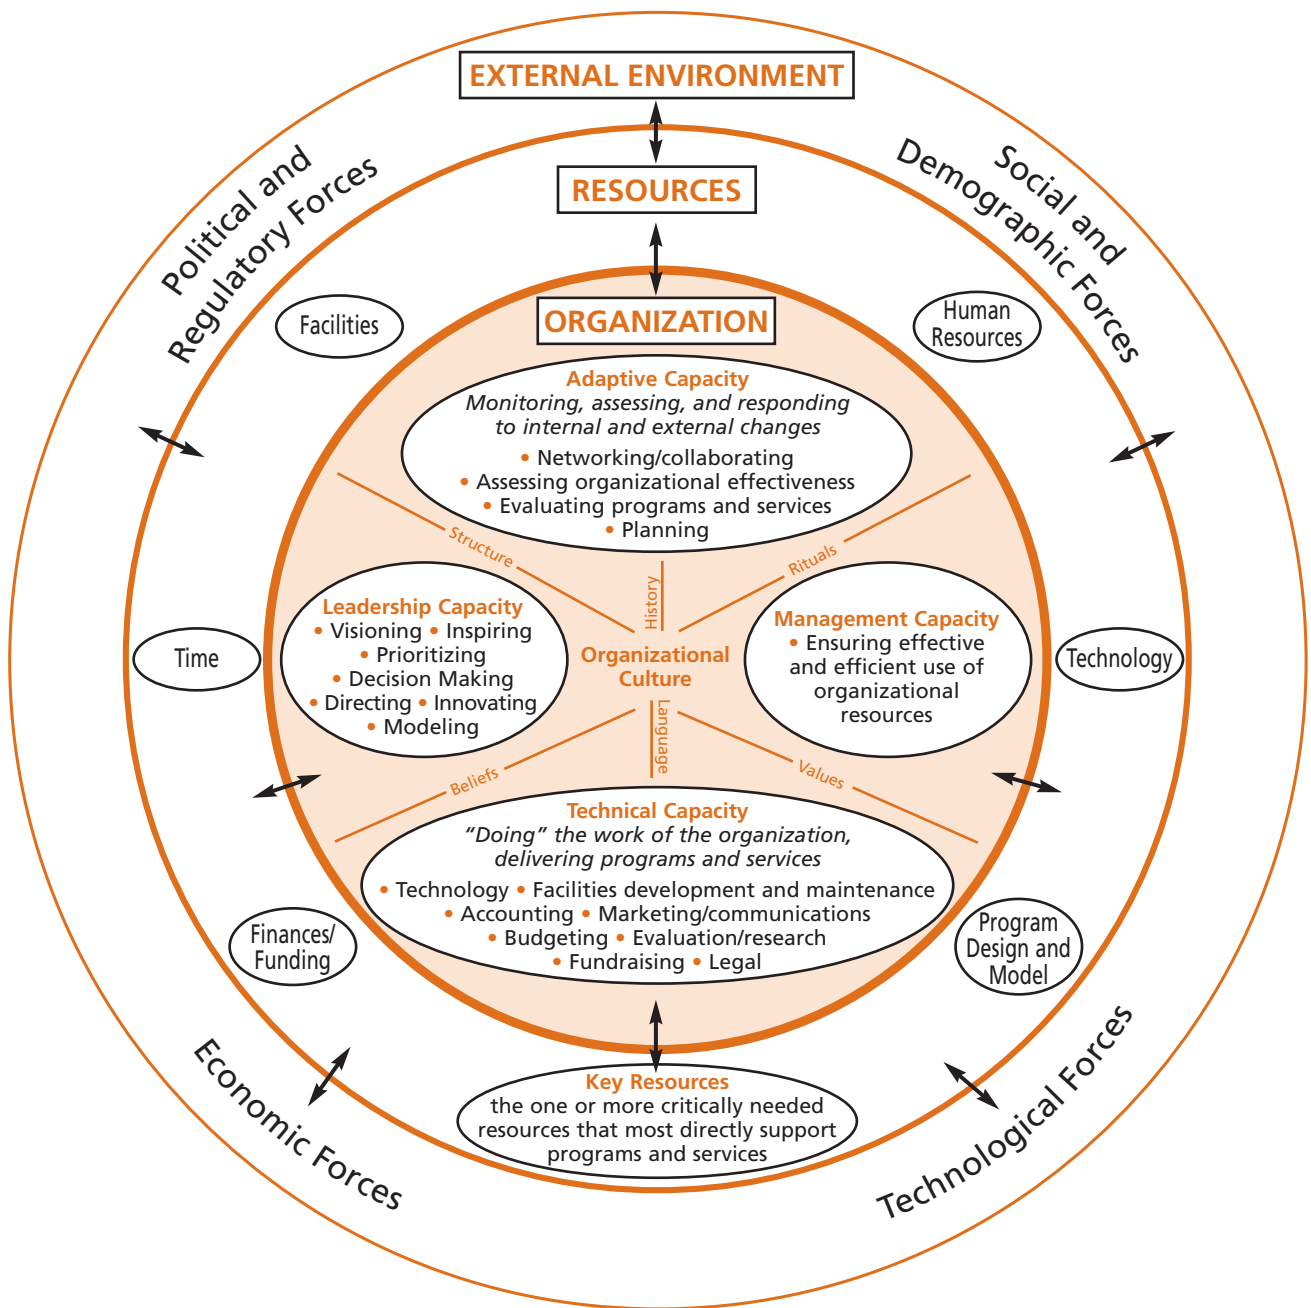 EXTERNAL ENVIRONMENT
Political and
Regulatory Forces
Social and
Demographic Forces
RESOURCES
Facilities
Human
Resources
ORGANIZATION
Adaptive Capacity
Monitoring, assessing, and responding
to internal and external changes
• Networking/collaborating
• Assessing organizational effectiveness
• Evaluating programs and services
• Planning
Structure
History
Rituals
Time
Leadership Capacity
• Visioning • Inspiring
• Prioritizing
• Decision Making
• Directing • Innovating
• Modeling
Organizational
Culture
Management Capacity
• Ensuring effective
and efficient use of
organizational
resources
Technology
Beliefs
Language
Values
Technical Capacity
“Doing” the work of the organization,
delivering programs and services
• Technology • Facilities development and maintenance
• Accounting • Marketing/communications
• Budgeting • Evaluation/research
• Fundraising • Legal
Finances/
Funding
Program
Design and
Model
Key Resources
the one or more critically needed
resources that most directly support
programs and services
Economic Forces
Technological Forces